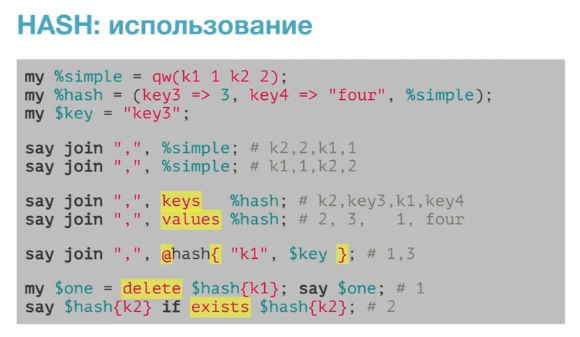 HASH: использование
my %simple = qw(k1 1 k2 2);
my %hash = (key3 => 3, key4 => "four", %simple);
my $key = "key3";
say join ",", %simple; # k2,2,k1,1
say join ",", %simple; # k1,1,k2,2
say join ",", keys   %hash; # k2,key3,k1,key4
say join ",", values %hash; # 2, 3,   1, four
say join ",", @hash{ "k1", $key }; # 1,3
my $one = delete $hash{k1}; say $one; # 1
say $hash{k2} if exists $hash{k2}; # 2